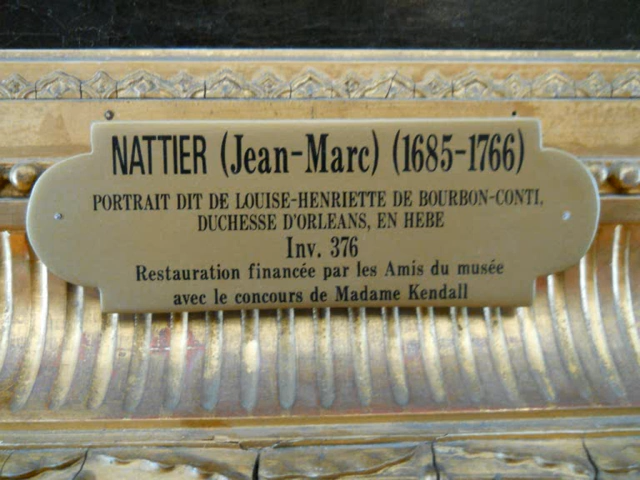 NATTIER (Jean-Marc) (1685-1766)
PORTRAIT DIT DE LOUISE-HENRIETTE DE BOURBON-CONTI,
DUCHESSE D'ORLEANS, EN HEBE
Inv. 376
Restauration financée par les Amis du musée
avec le concours de Madame Kendall